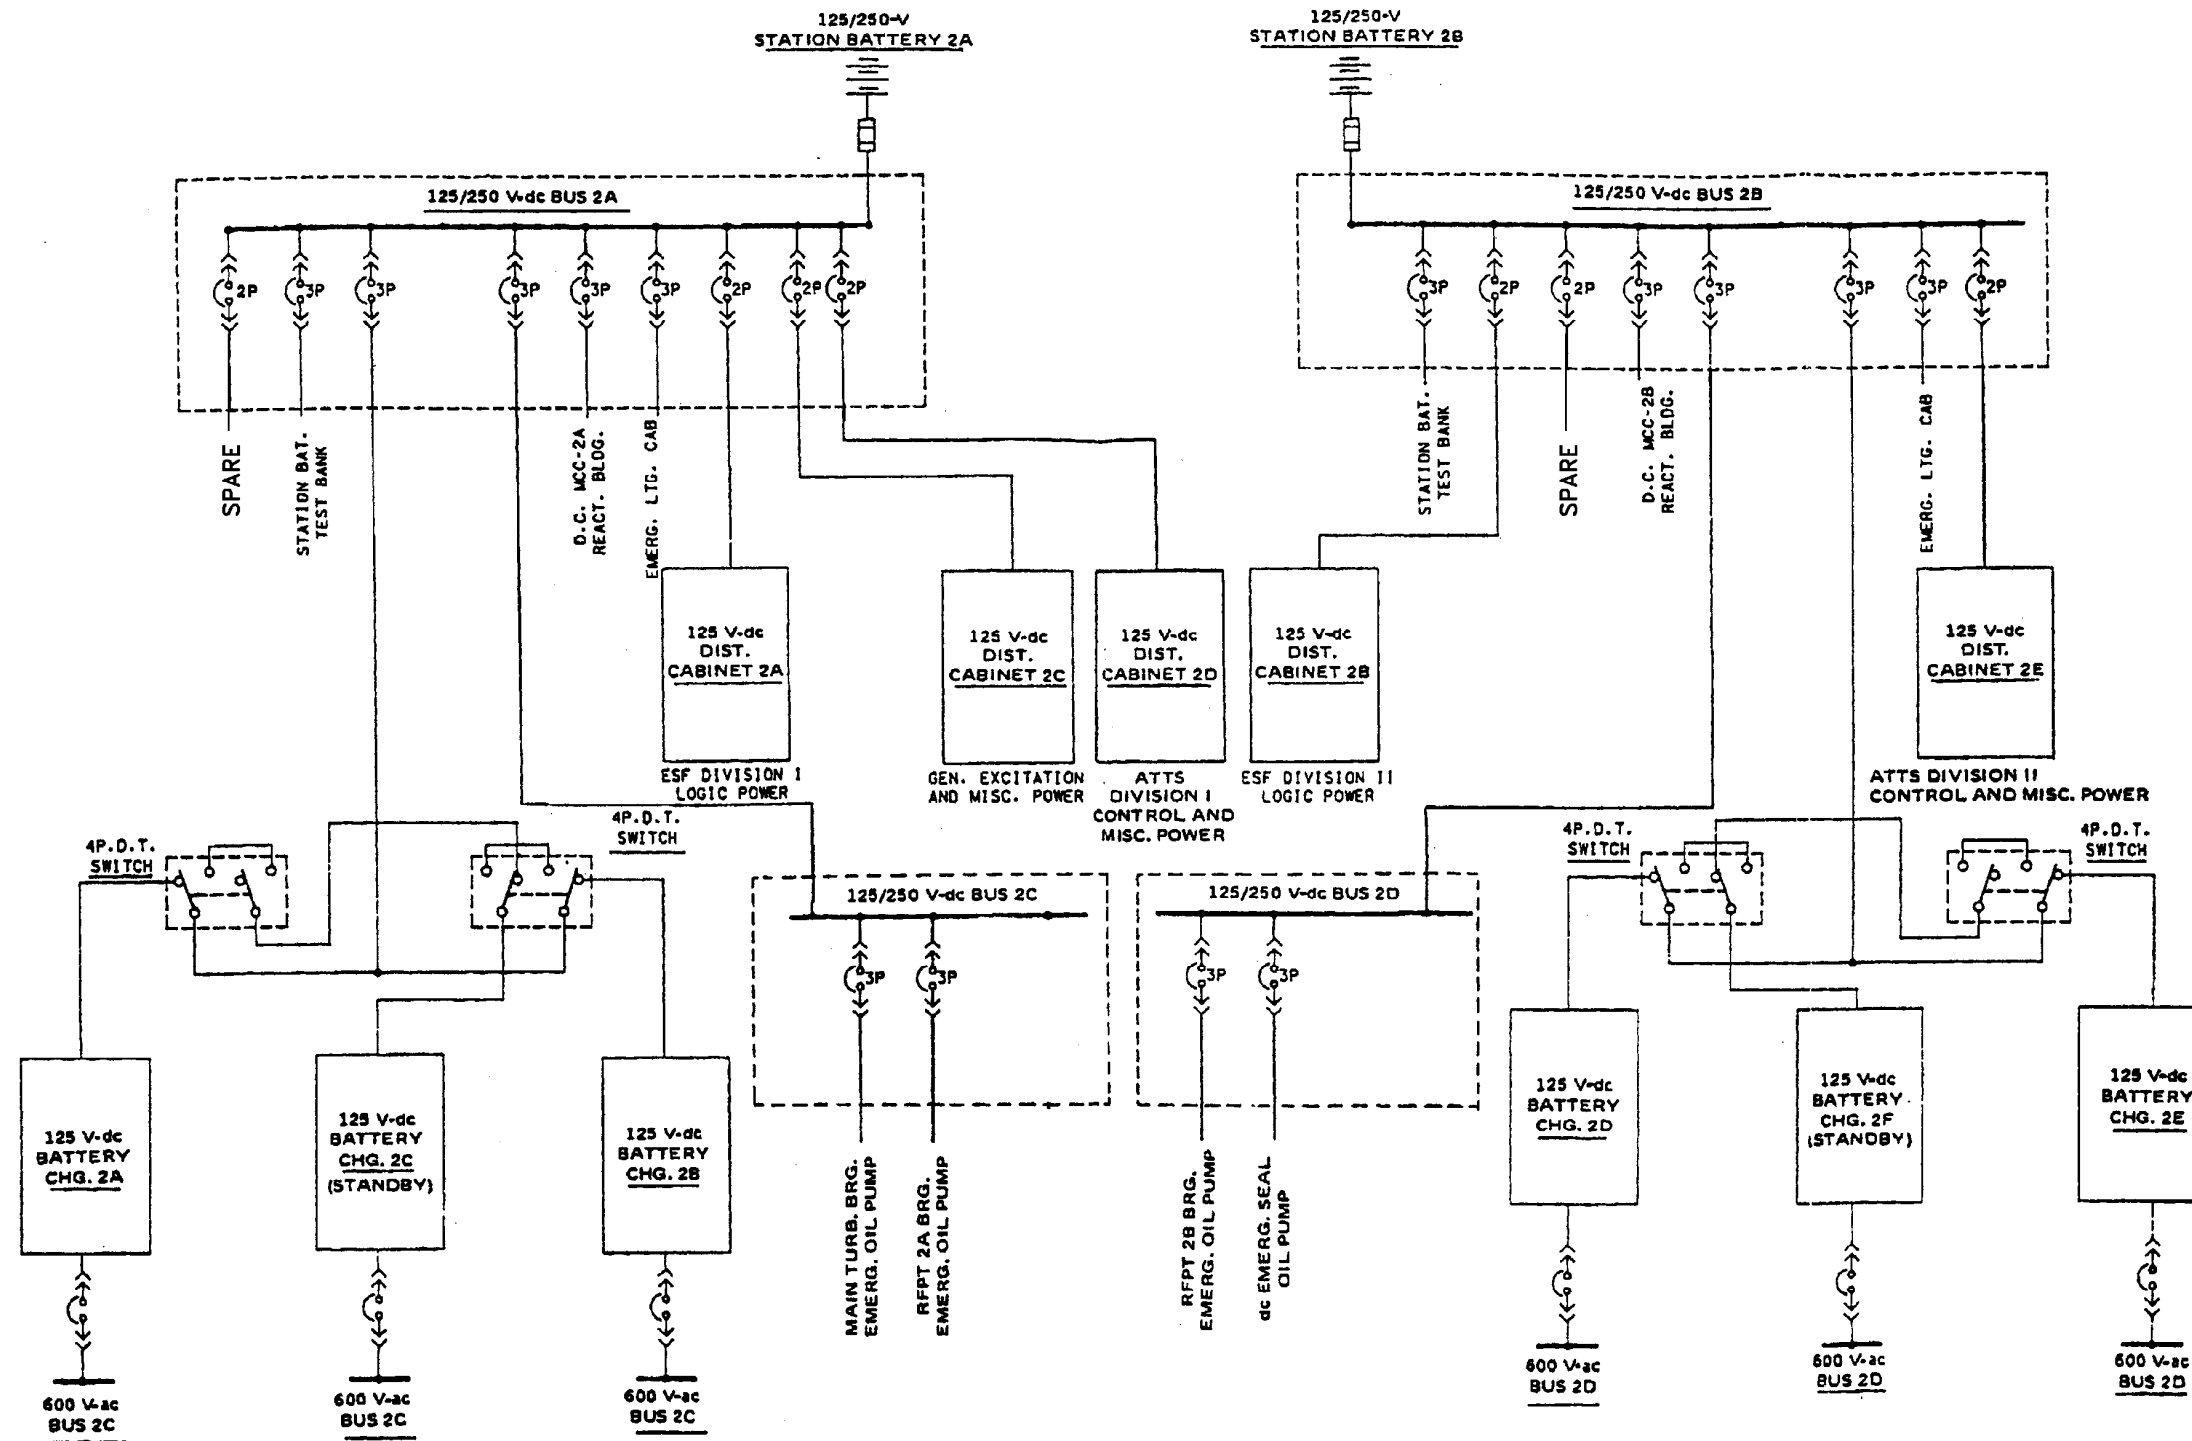 125/250-V
STATION BATTERY 2A
125/250-V
STATION BATTERY 2B
125/250 V-dc BUS 2A
125/250 V-dc BUS 2B
2P
3P
3P
3P
3P
3P
2P
2P
2P
3P
2P
2P
3P
3P
3P
3P
2P
SPARE
STATION BAT.
TEST BANK
D.C. MCC-2A
REACT. BLDG.
EMERG. LTG. CAB
STATION BAT.
TEST BANK
SPARE
D.C. MCC-2B
REACT. BLDG.
EMERG. LTG. CAB
125 V-dc
DIST.
CABINET 2A
125 V-dc
DIST.
CABINET 2C
125 V-dc
DIST.
CABINET 2D
125 V-dc
DIST.
CABINET 2B
125 V-dc
DIST.
CABINET 2E
ESF DIVISION I
LOGIC POWER
GEN. EXCITATION
AND MISC. POWER
ATTS
DIVISION I
CONTROL AND
MISC. POWER
ESF DIVISION II
LOGIC POWER
ATTS DIVISION II
CONTROL AND MISC. POWER
4P.D.T.
SWITCH
4P.D.T.
SWITCH
4P.D.T.
SWITCH
4P.D.T.
SWITCH
125/250 V-dc BUS 2C
125/250 V-dc BUS 2D
3P
3P
3P
3P
125 V-dc
BATTERY
CHG. 2A
125 V-dc
BATTERY
CHG. 2C
(STANDBY)
125 V-dc
BATTERY
CHG. 2B
MAIN TURB. BRG.
EMERG. OIL PUMP
RFPT 2A BRG.
EMERG. OIL PUMP
RFPT 2B BRG.
EMERG. OIL PUMP
dc EMERG. SEAL
OIL PUMP
125 V-dc
BATTERY
CHG. 2D
125 V-dc
BATTERY
CHG. 2F
(STANDBY)
125 V-dc
BATTERY
CHG. 2E
600 V-ac
BUS 2C
600 V-ac
BUS 2C
600 V-ac
BUS 2C
600 V-ac
BUS 2D
600 V-ac
BUS 2D
600 V-ac
BUS 2D